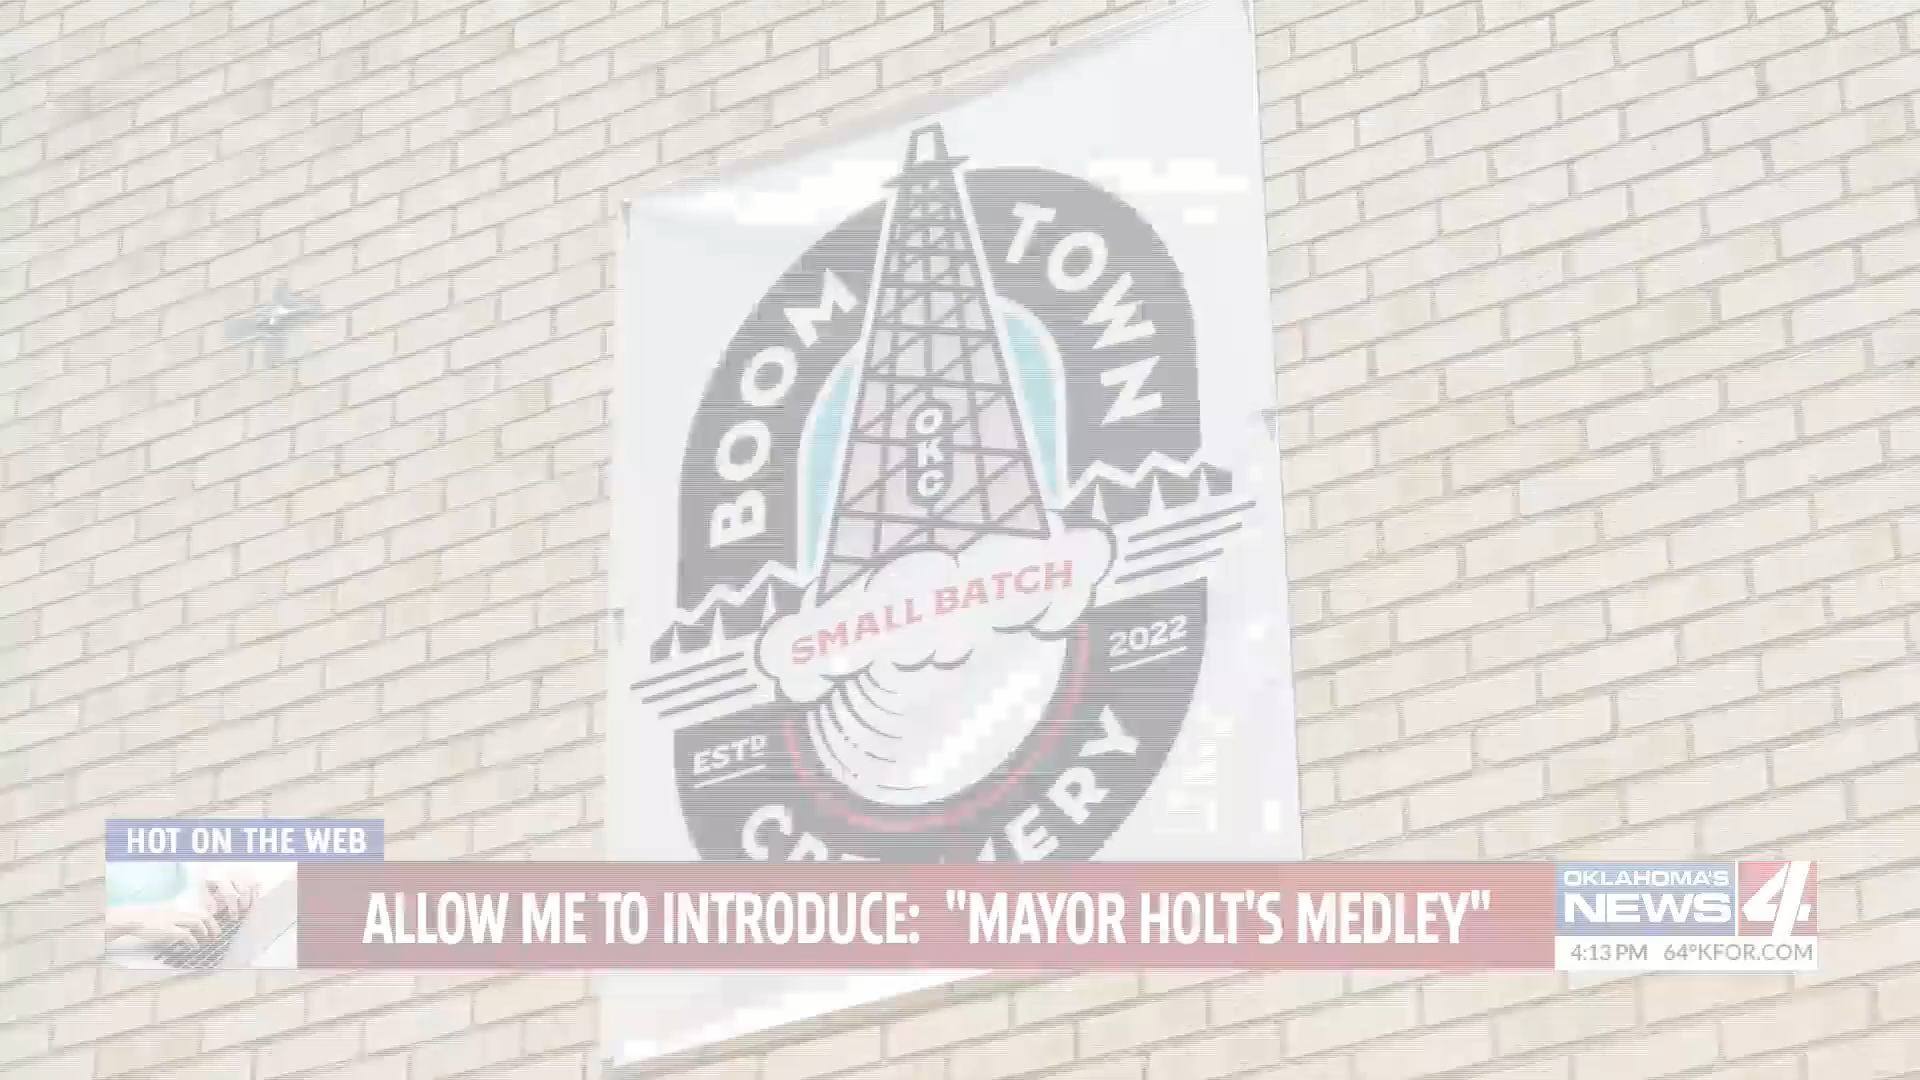 BOOM
TOWN
OKC
SMALL BATCH
ESTD
2022
HOT ON THE WEB
ALLOW ME TO INTRODUCE: "MAYOR HOLT'S MEDLEY"
OKLAHOMA'S
NEWS 4
4:13 PM 64° KFOR.COM